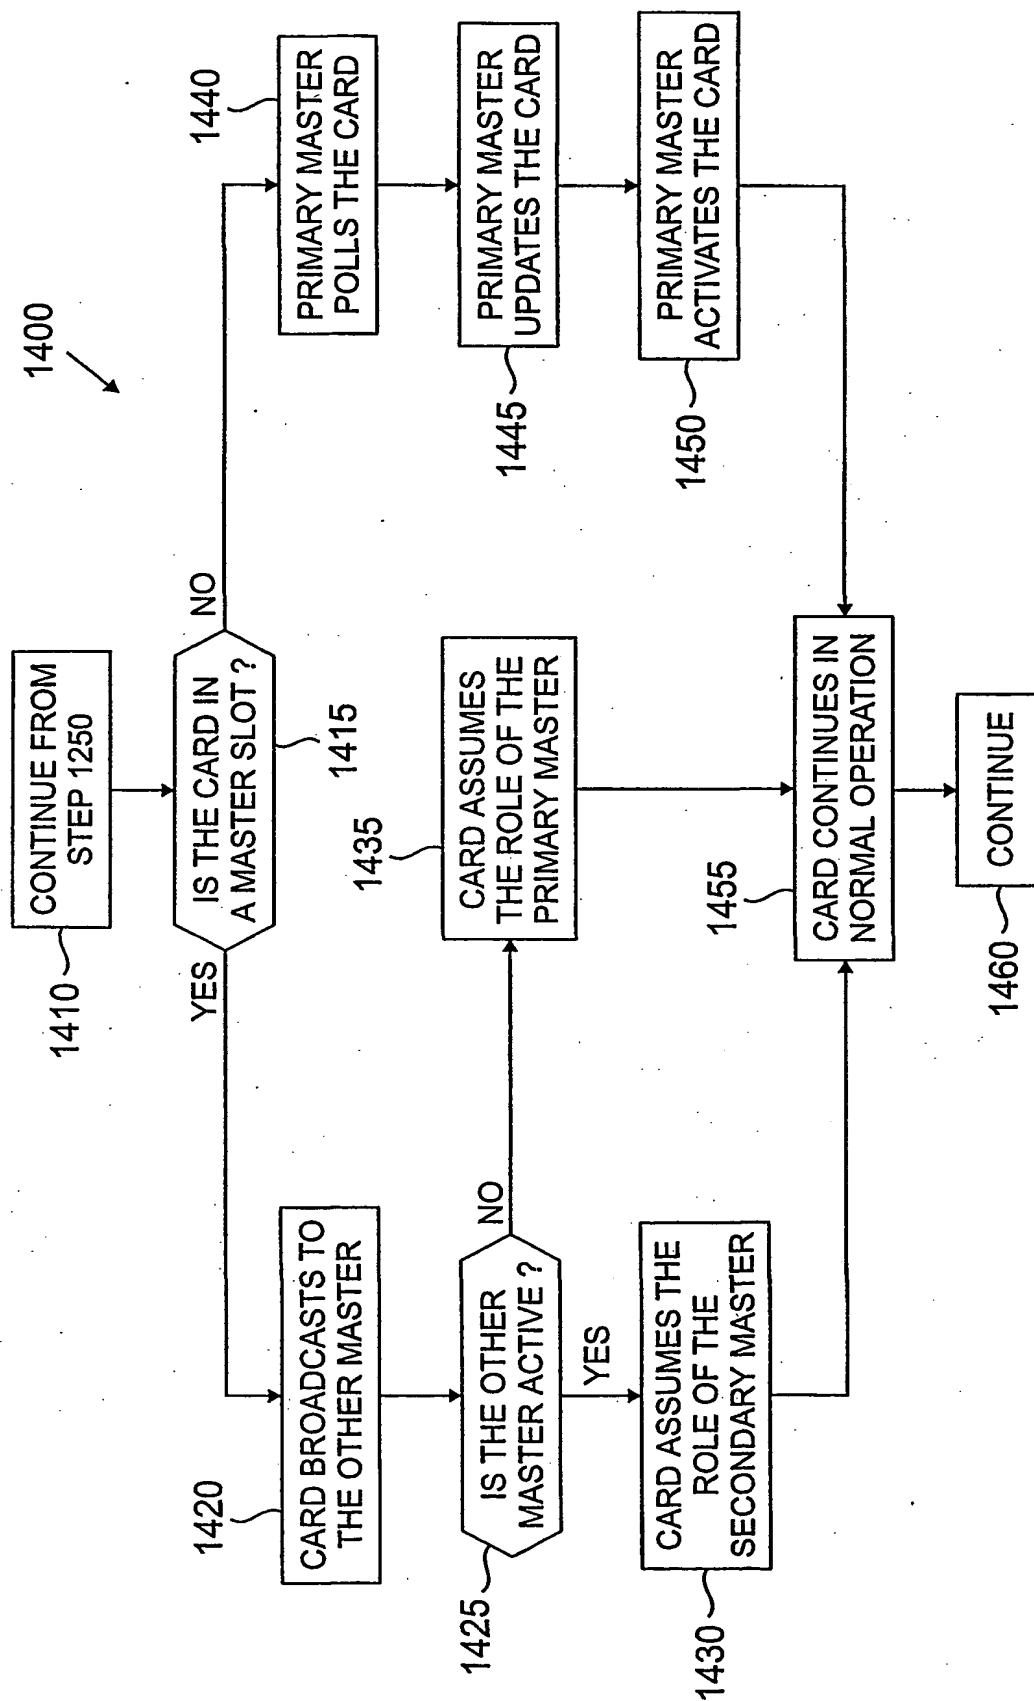 1400
CONTINUE FROM
STEP 1250
1410
IS THE CARD IN
A MASTER SLOT ?
1415
YES
NO
CARD BROADCASTS TO
THE OTHER MASTER
1420
IS THE OTHER
MASTER ACTIVE ?
1425
NO
YES
CARD ASSUMES THE
ROLE OF THE
SECONDARY MASTER
1430
CARD ASSUMES
THE ROLE OF THE
PRIMARY MASTER
1435
PRIMARY MASTER
POLLS THE CARD
1440
PRIMARY MASTER
UPDATES THE CARD
1445
PRIMARY MASTER
ACTIVATES THE CARD
1450
CARD CONTINUES IN
NORMAL OPERATION
1455
CONTINUE
1460